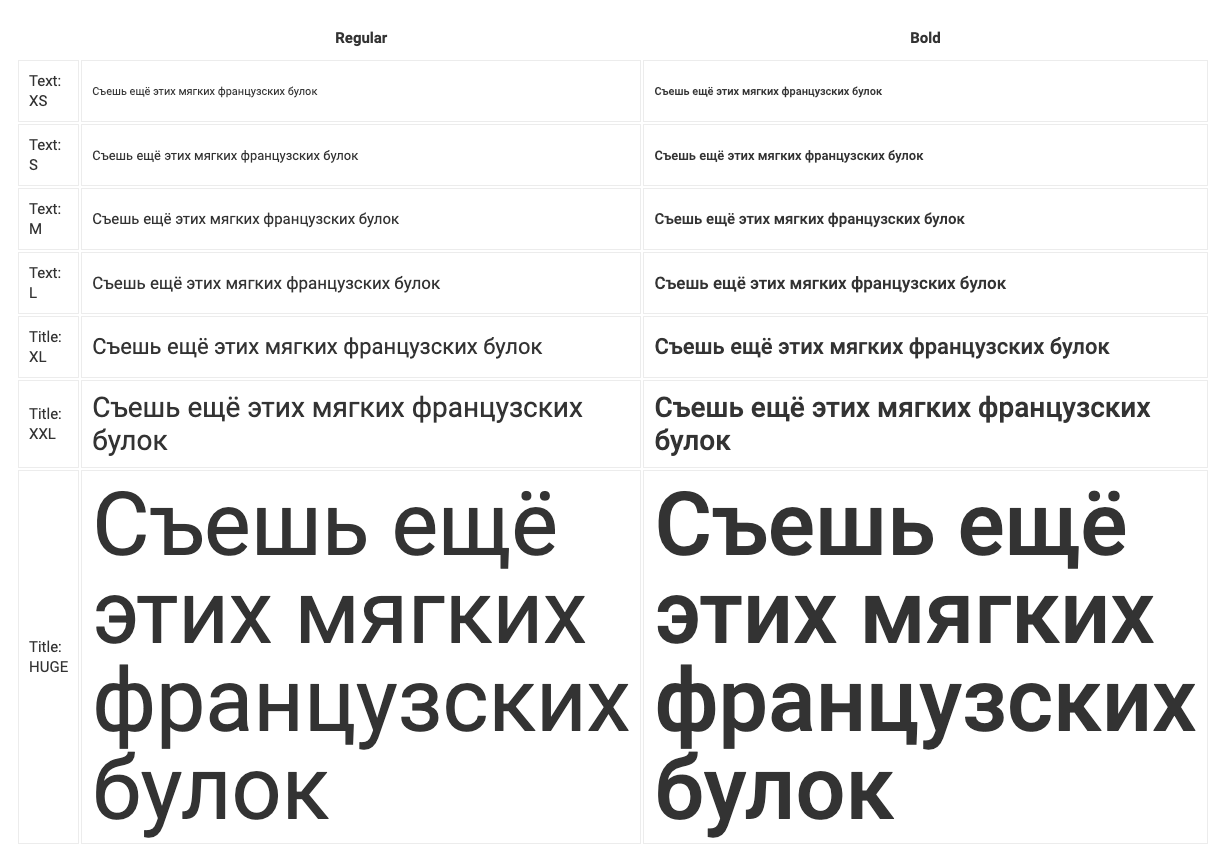 Regular Bold
Text:
XS
Съешь ещё этих мягких французских булок
Съешь ещё этих мягких французских булок
Text:
S
Съешь ещё этих мягких французских булок
Съешь ещё этих мягких французских булок
Text:
M
Съешь ещё этих мягких французских булок
Съешь ещё этих мягких французских булок
Text:
L
Съешь ещё этих мягких французских булок
Съешь ещё этих мягких французских булок
Title:
XL
Съешь ещё этих мягких французских булок
Съешь ещё этих мягких французских булок
Title:
XXL
Съешь ещё этих мягких французских
булок
Съешь ещё этих мягких французских
булок
Title:
HUGE
Съешь ещё
этих мягких
французских
булок
Съешь ещё
этих мягких
французских
булок